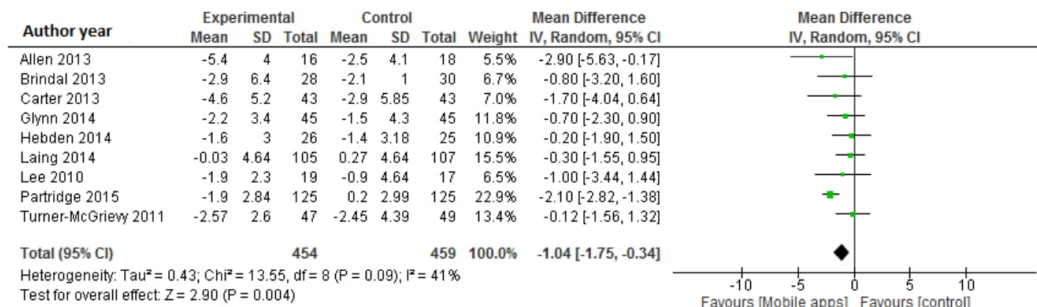 Experimental Control Mean Difference Mean Difference
Author year Mean SD Total Mean SD Total Weight IV, Random, 95% CI IV, Random, 95% CI
Allen 2013 -5.4 4 16 -2.5 4.1 18 5.5% -2.90 [-5.63, -0.17]
Brindal 2013 -2.9 6.4 28 -2.1 1 30 6.7% -0.80 [-3.20, 1.60]
Carter 2013 -4.6 5.2 43 -2.9 5.85 43 7.0% -1.70 [-4.04, 0.64]
Glynn 2014 -2.2 3.4 45 -1.5 4.3 45 11.8% -0.70 [-2.30, 0.90]
Hebden 2014 -1.6 3 26 -1.4 3.18 25 10.9% -0.20 [-1.90, 1.50]
Laing 2014 -0.03 4.64 105 0.27 4.64 107 15.5% -0.30 [-1.55, 0.95]
Lee 2010 -1.9 2.3 19 -0.9 4.64 17 6.5% -1.00 [-3.44, 1.44]
Partridge 2015 -1.9 2.84 125 0.2 2.99 125 22.9% -2.10 [-2.82, -1.38]
Turner-McGrievy 2011 -2.57 2.6 47 -2.45 4.39 49 13.4% -0.12 [-1.56, 1.32]
Total (95% CI) 454 459 100.0% -1.04 [-1.75, -0.34]
Heterogeneity: Tau² = 0.43; Chi² = 13.55, df = 8 (P = 0.09); I² = 41%
Test for overall effect: Z = 2.90 (P = 0.004)
-10 -5 0 5 10
Favours [Mobile apps] Favours [control]